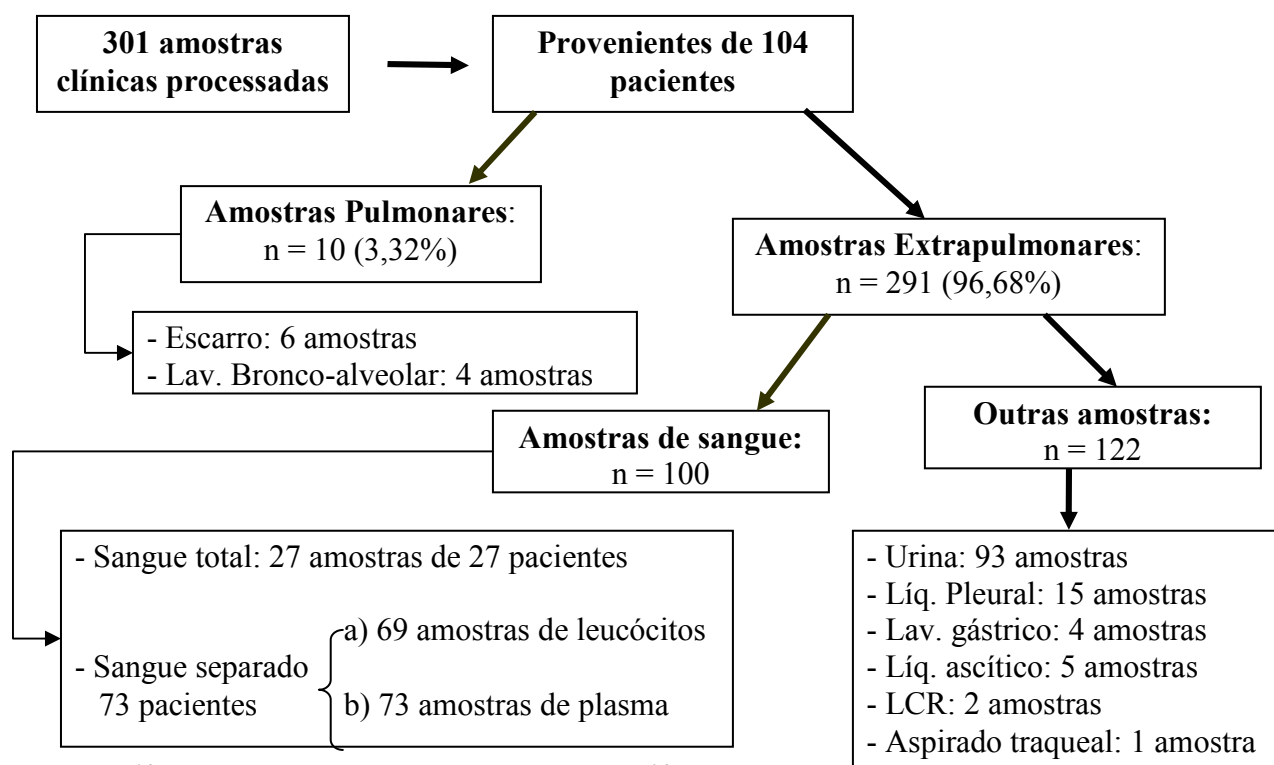 301 amostras
clínicas processadas
Provenientes de 104
pacientes
Amostras Pulmonares:
n = 10 (3,32%)
Amostras Extrapulmonares:
n = 291 (96,68%)
- Escarro: 6 amostras
- Lav. Bronco-alveolar: 4 amostras
Amostras de sangue:
n = 100
Outras amostras:
n = 122
- Sangue total: 27 amostras de 27 pacientes
- Sangue separado
73 pacientes
a) 69 amostras de leucócitos
b) 73 amostras de plasma
- Urina: 93 amostras
- Líq. Pleural: 15 amostras
- Lav. gástrico: 4 amostras
- Líq. ascítico: 5 amostras
- LCR: 2 amostras
- Aspirado traqueal: 1 amostra